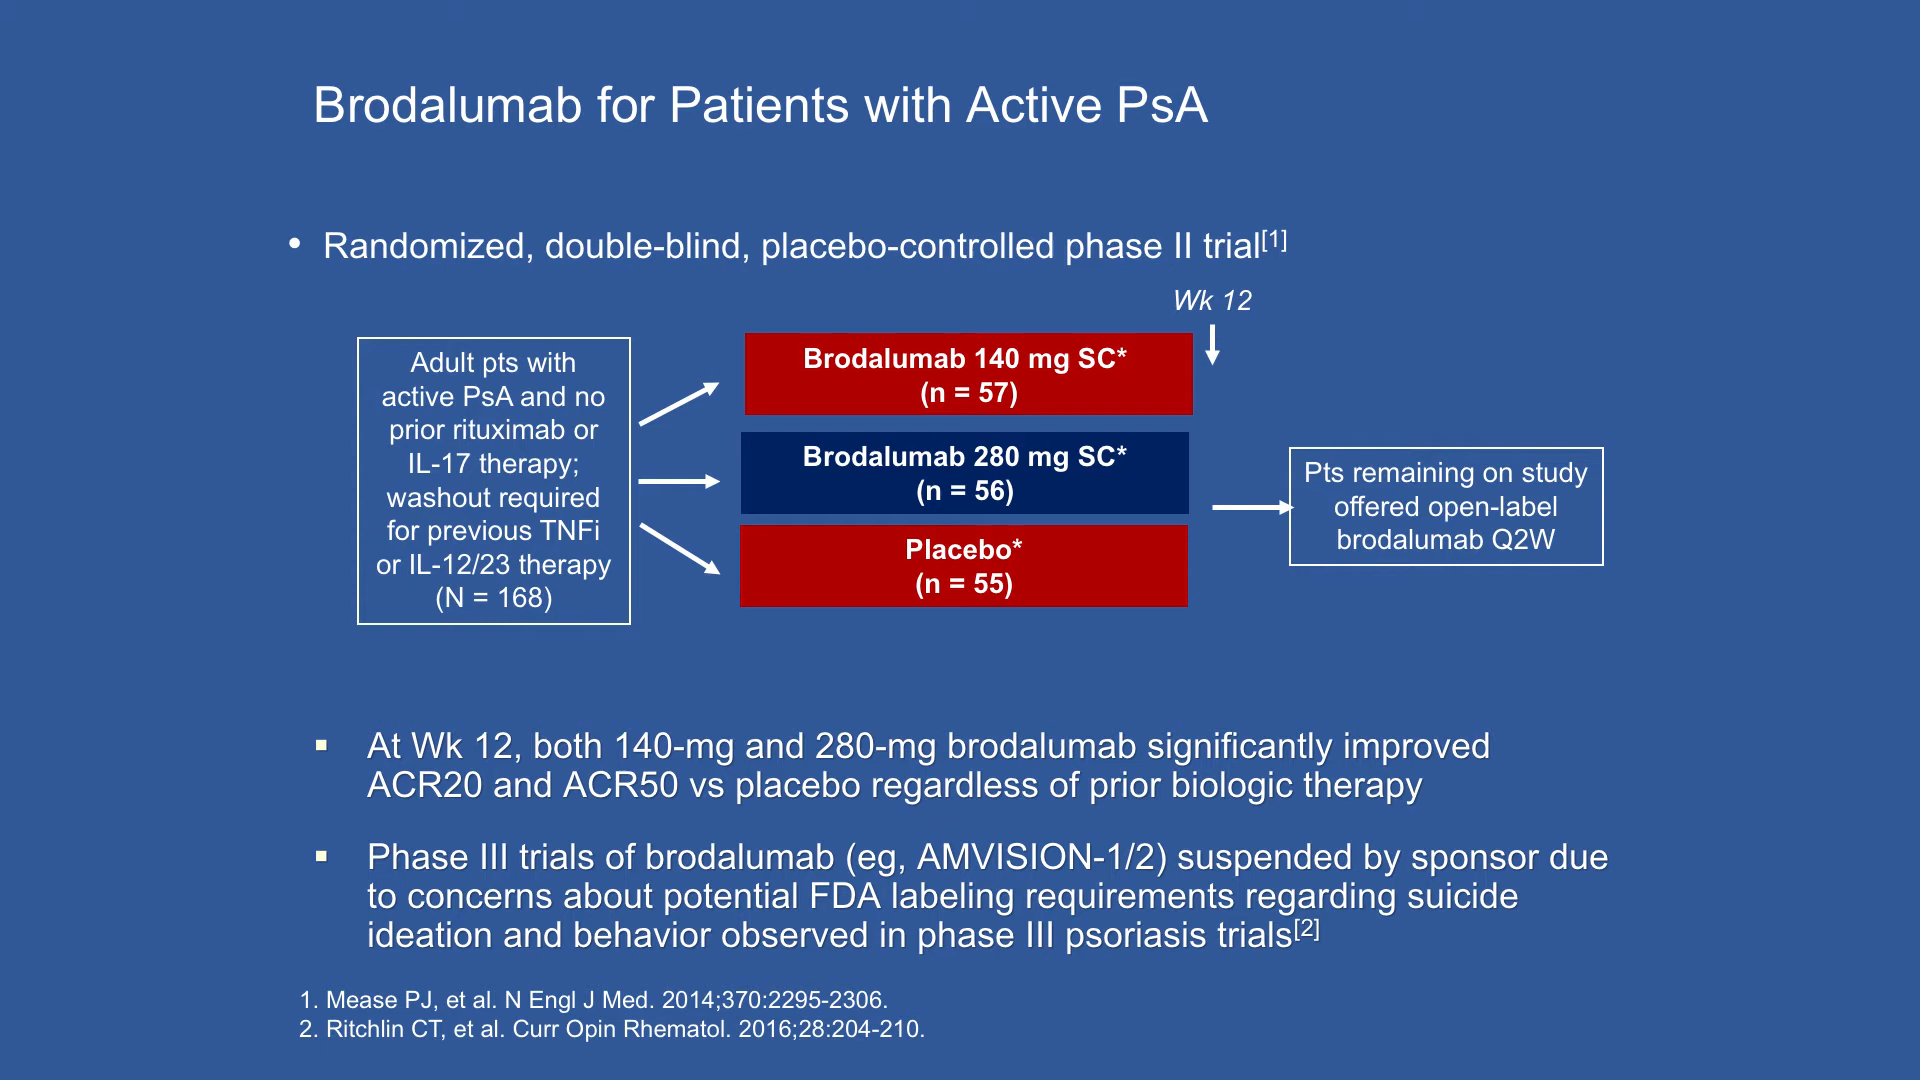 Brodalumab for Patients with Active PsA
• Randomized, double-blind, placebo-controlled phase II trial[1]
Wk 12
Adult pts with
active PsA and no
prior rituximab or
IL-17 therapy;
washout required
for previous TNFi
or IL-12/23 therapy
(N = 168)
Brodalumab 140 mg SC*
(n = 57)
Brodalumab 280 mg SC*
(n = 56)
Placebo*
(n = 55)
Pts remaining on study
offered open-label
brodalumab Q2W
▪ At Wk 12, both 140-mg and 280-mg brodalumab significantly improved
ACR20 and ACR50 vs placebo regardless of prior biologic therapy
▪ Phase III trials of brodalumab (eg, AMVISION-1/2) suspended by sponsor due
to concerns about potential FDA labeling requirements regarding suicide
ideation and behavior observed in phase III psoriasis trials[2]
1. Mease PJ, et al. N Engl J Med. 2014;370:2295-2306.
2. Ritchlin CT, et al. Curr Opin Rhematol. 2016;28:204-210.